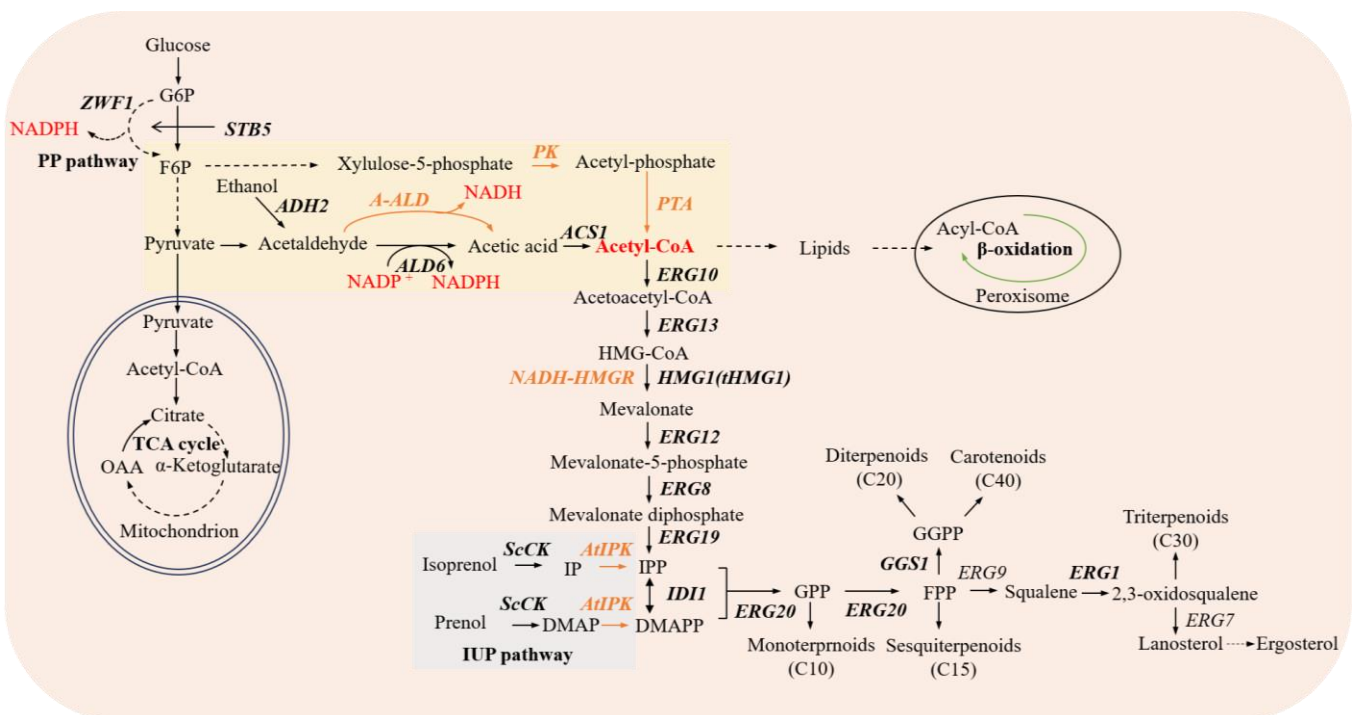 Glucose
ZWF1
G6P
NADPH
STB5
PP pathway
F6P
Xylulose-5-phosphate
PK
Acetyl-phosphate
Ethanol
ADH2
A-ALD
NADH
PTA
Pyruvate
Acetaldehyde
Acetic acid
ACS1
Acetyl-CoA
Lipids
Acyl-CoA
β-oxidation
Peroxisome
ALD6
NADP +
NADPH
ERG10
Acetoacetyl-CoA
ERG13
HMG-CoA
NADH-HMGR
HMG1(tHMG1)
Mevalonate
ERG12
Mevalonate-5-phosphate
ERG8
Mevalonate diphosphate
ERG19
Pyruvate
Acetyl-CoA
Citrate
TCA cycle
OAA
α-Ketoglutarate
Mitochondrion
Isoprenol
ScCK
IP
AtIPK
IPP
IDI1
Prenol
ScCK
DMAP
AtIPK
DMAPP
IUP pathway
ERG20
GPP
ERG20
Monoterprnoids
(C10)
Diterpenoids
(C20)
Carotenoids
(C40)
GGPP
GGS1
FPP
ERG9
Squalene
ERG1
Sesquiterpenoids
(C15)
Triterpenoids
(C30)
2,3-oxidosqualene
ERG7
Lanosterol
Ergosterol